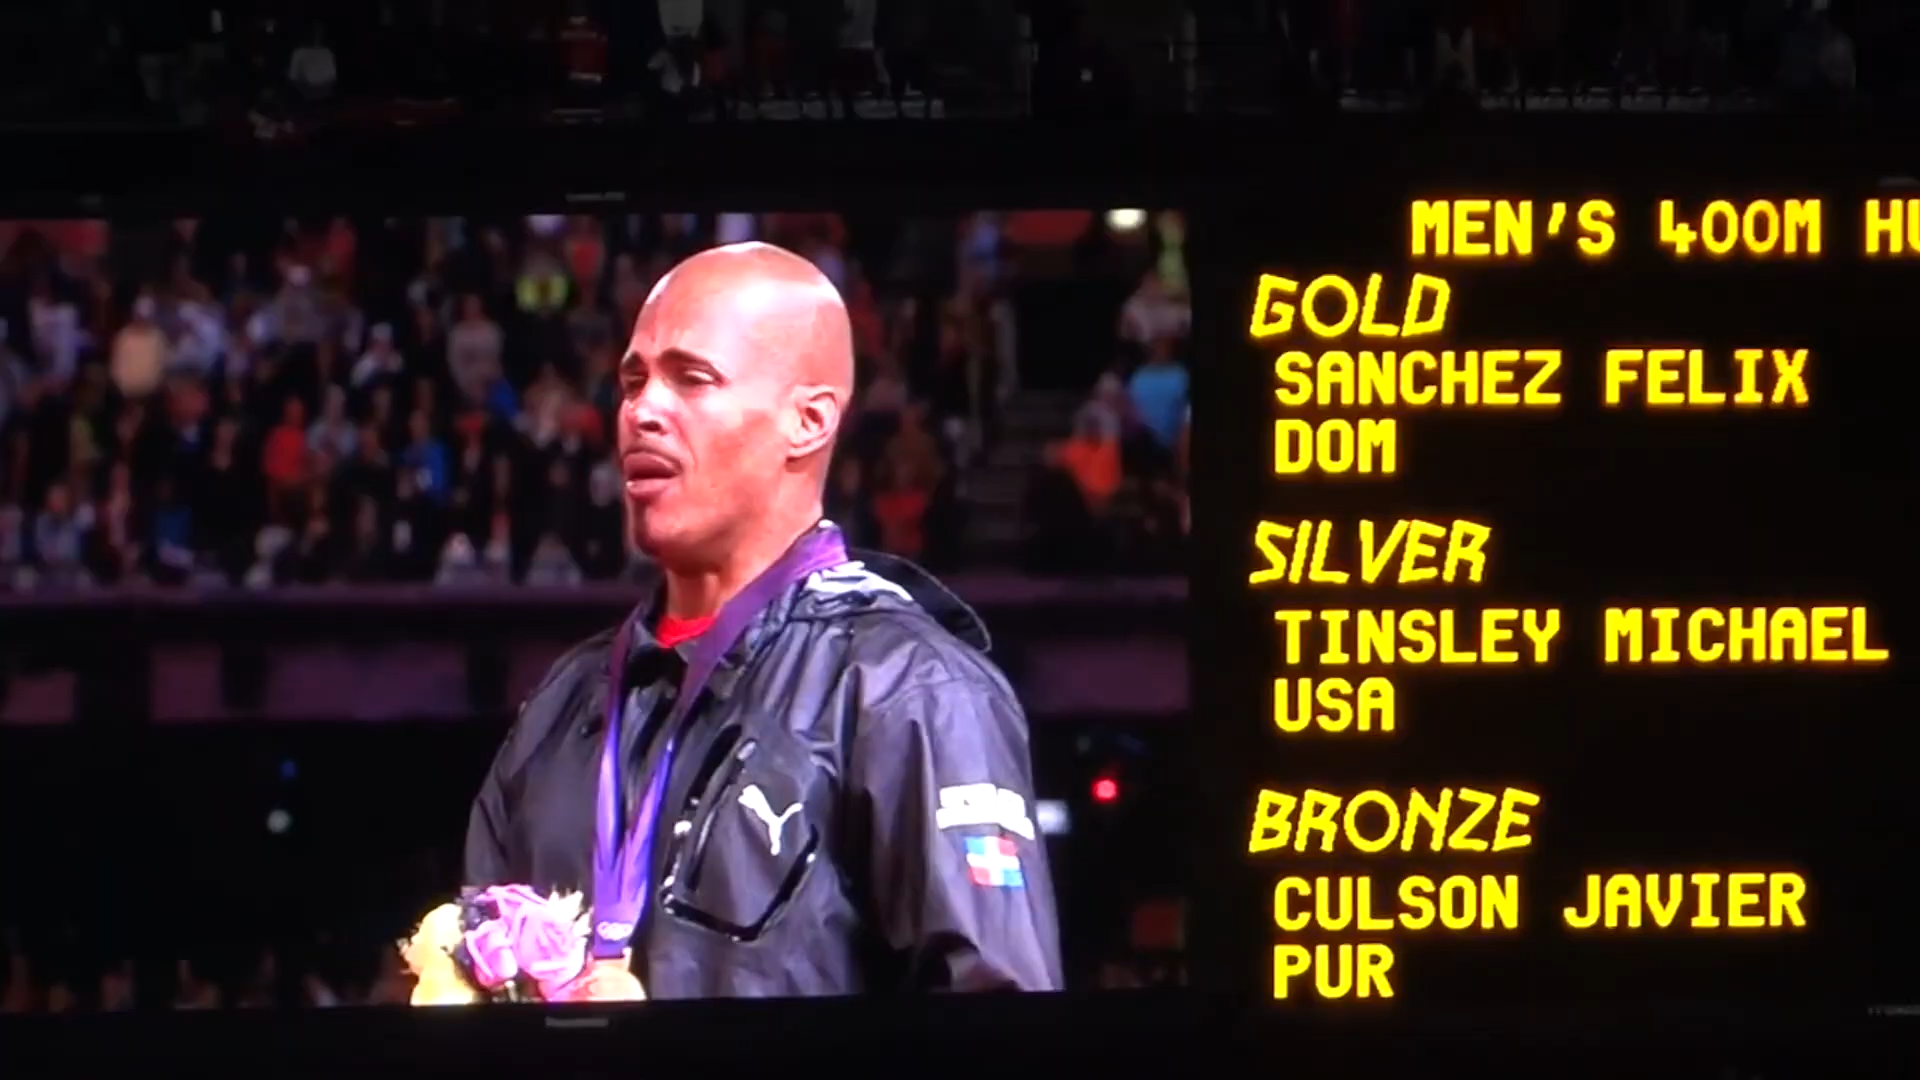 MEN'S 400M HU
GOLD
SANCHEZ FELIX
DOM
SILVER
TINSLEY MICHAEL
USA
BRONZE
CULSON JAVIER
PUR